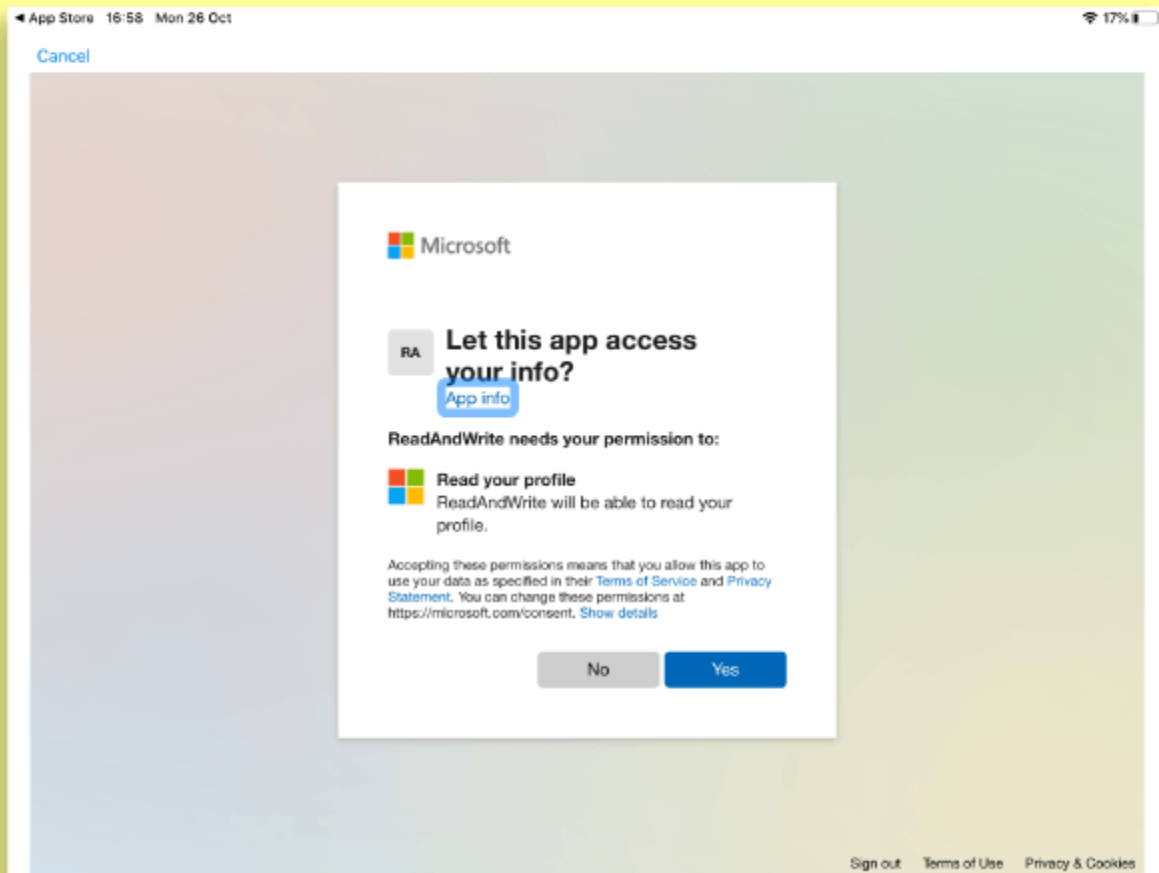 ◀ App Store 16:58 Mon 26 Oct 17%
Cancel
Microsoft
RA
Let this app access
your info?
App info
ReadAndWrite needs your permission to:
Read your profile
ReadAndWrite will be able to read your
profile.
Accepting these permissions means that you allow this app to
use your data as specified in their Terms of Service and Privacy
Statement. You can change these permissions at
https://microsoft.com/consent. Show details
No Yes
Sign out Terms of Use Privacy & Cookies